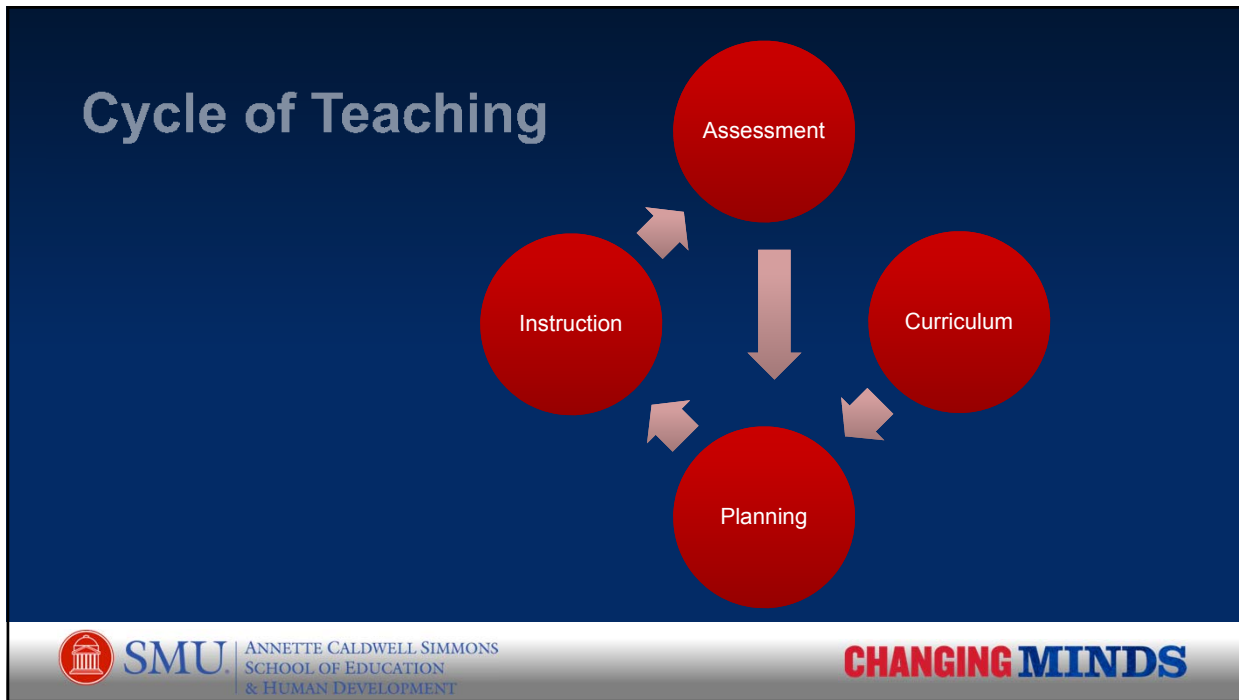 Cycle of Teaching
Assessment
Instruction
Curriculum
Planning
SMU.
ANNETTE CALDWELL SIMMONS
SCHOOL OF EDUCATION
& HUMAN DEVELOPMENT
CHANGING MINDS